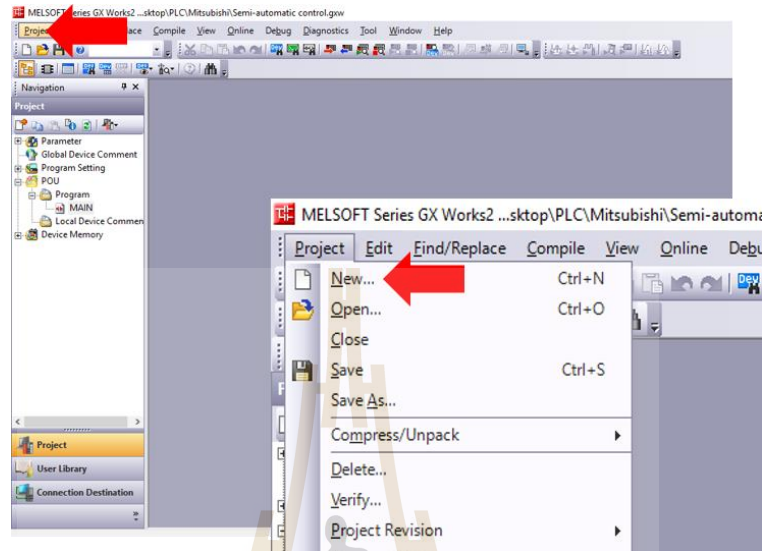 MELSOFT Series GX Works2 ...sktop\PLC\Mitsubishi\Semi-automatic control.gxw
Compile View Online Debug Diagnostics Tool Window Help
Navigation
Project
Parameter
Global Device Comment
Program Setting
POU
Program
MAIN
Local Device Commen
Device Memory
Project
User Library
Connection Destination
MELSOFT Series GX Works2 ...sktop\PLC\Mitsubishi\Semi-automa
Project Edit Find/Replace Compile View Online Debu
New... Ctrl+N
Open... Ctrl+O
Close
Save Ctrl+S
Save As...
Compress/Unpack
Delete...
Verify...
Project Revision